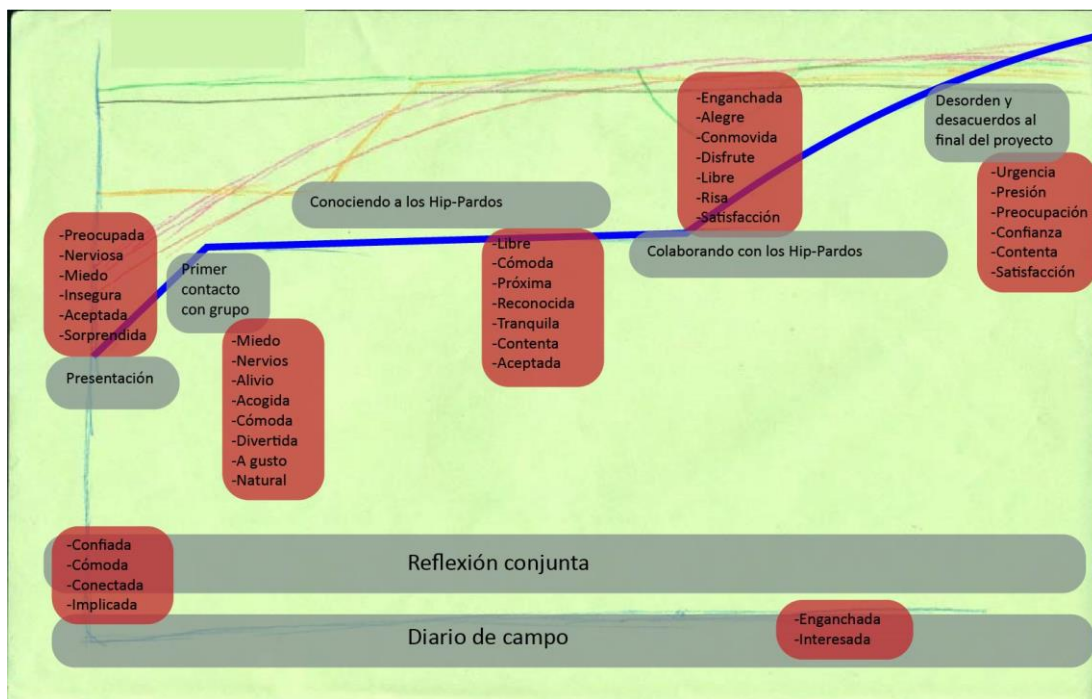 -Preocupada
-Nerviosa
-Miedo
-Insegura
-Aceptada
-Sorprendida
Presentación
Primer
contacto
con grupo
-Miedo
-Nervios
-Alivio
-Acogida
-Cómoda
-Divertida
-A gusto
-Natural
Conociendo a los Hip-Pardos
-Libre
-Cómoda
-Próxima
-Reconocida
-Tranquila
-Contenta
-Aceptada
-Enganchada
-Alegre
-Conmovida
-Disfrute
-Libre
-Risa
-Satisfacción
Colaborando con los Hip-Pardos
Desorden y
desacuerdos al
final del proyecto
-Urgencia
-Presión
-Preocupación
-Confianza
-Contenta
-Satisfacción
-Confiada
-Cómoda
-Conectada
-Implicada
Reflexión conjunta
Diario de campo
-Enganchada
-Interesada